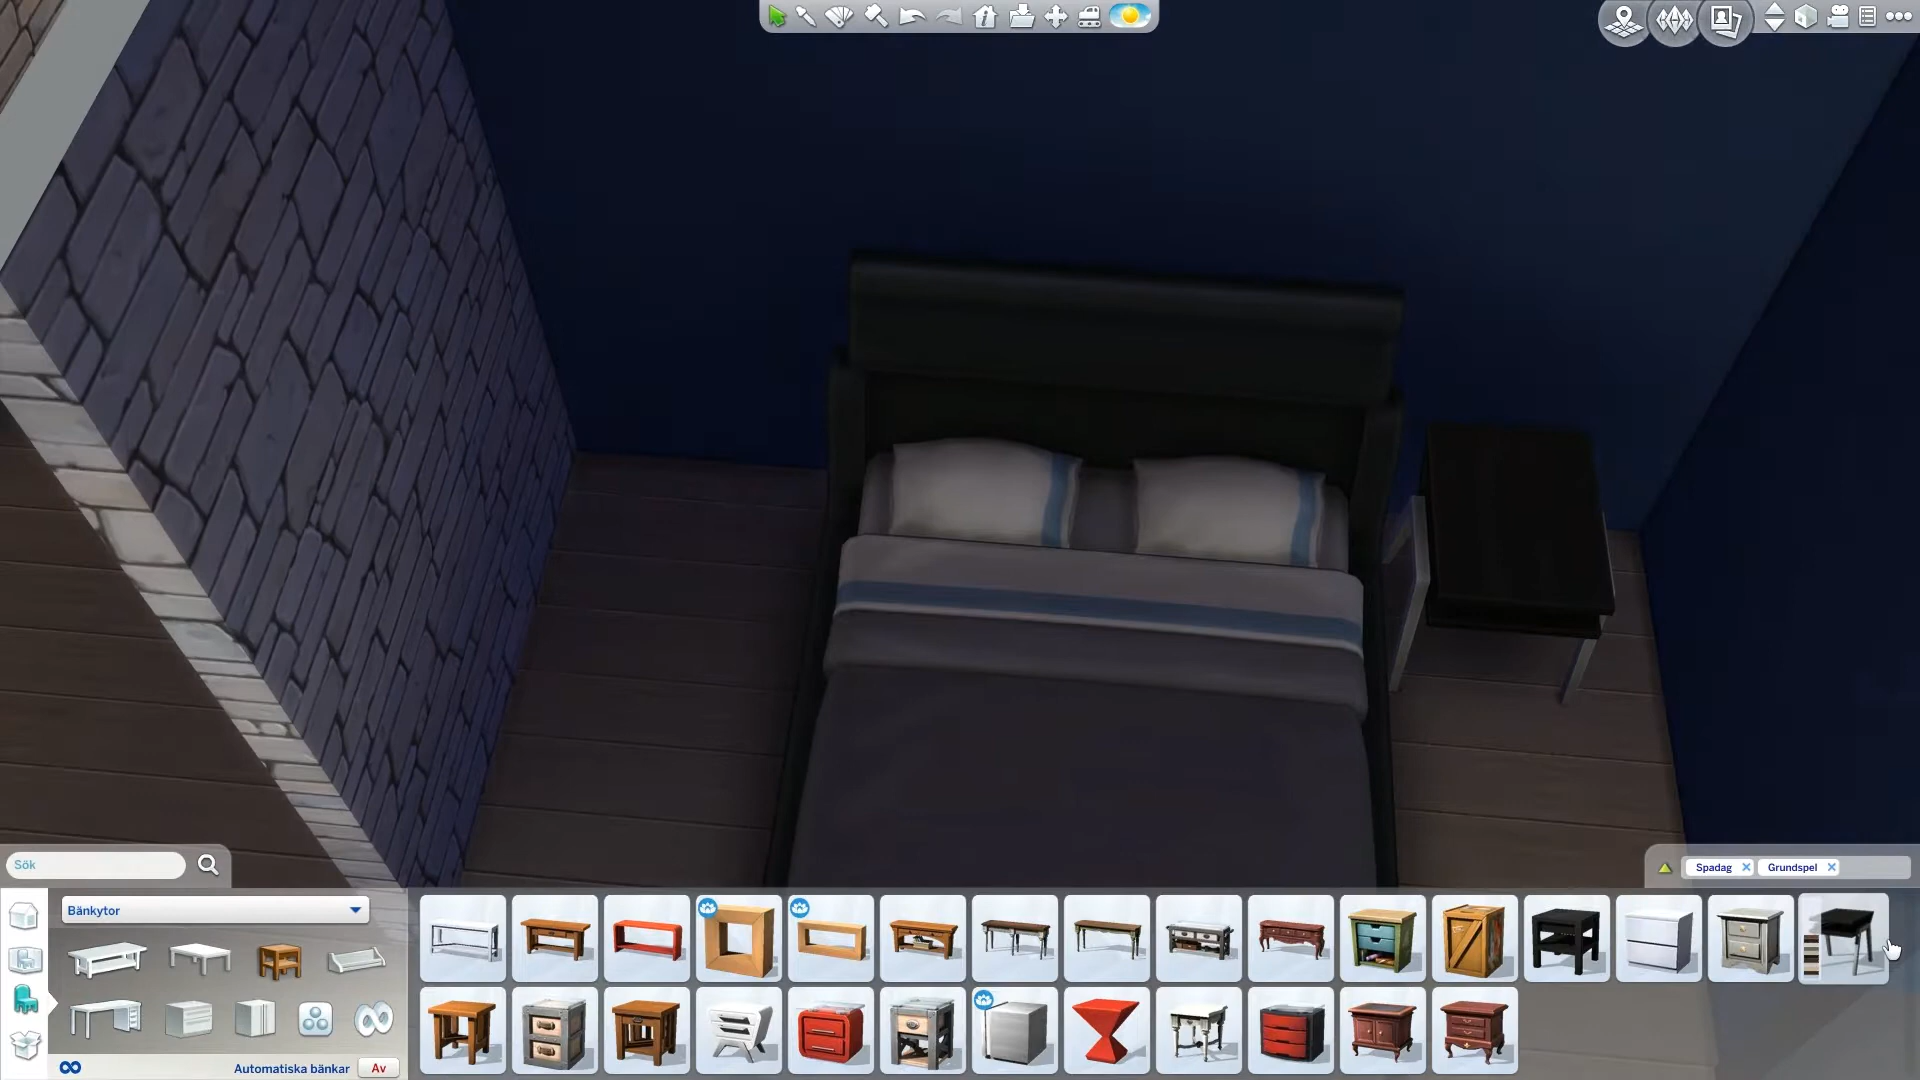 Sök
Spadag
Grundspel
Bänkytor
Automatiska bänkar
Av